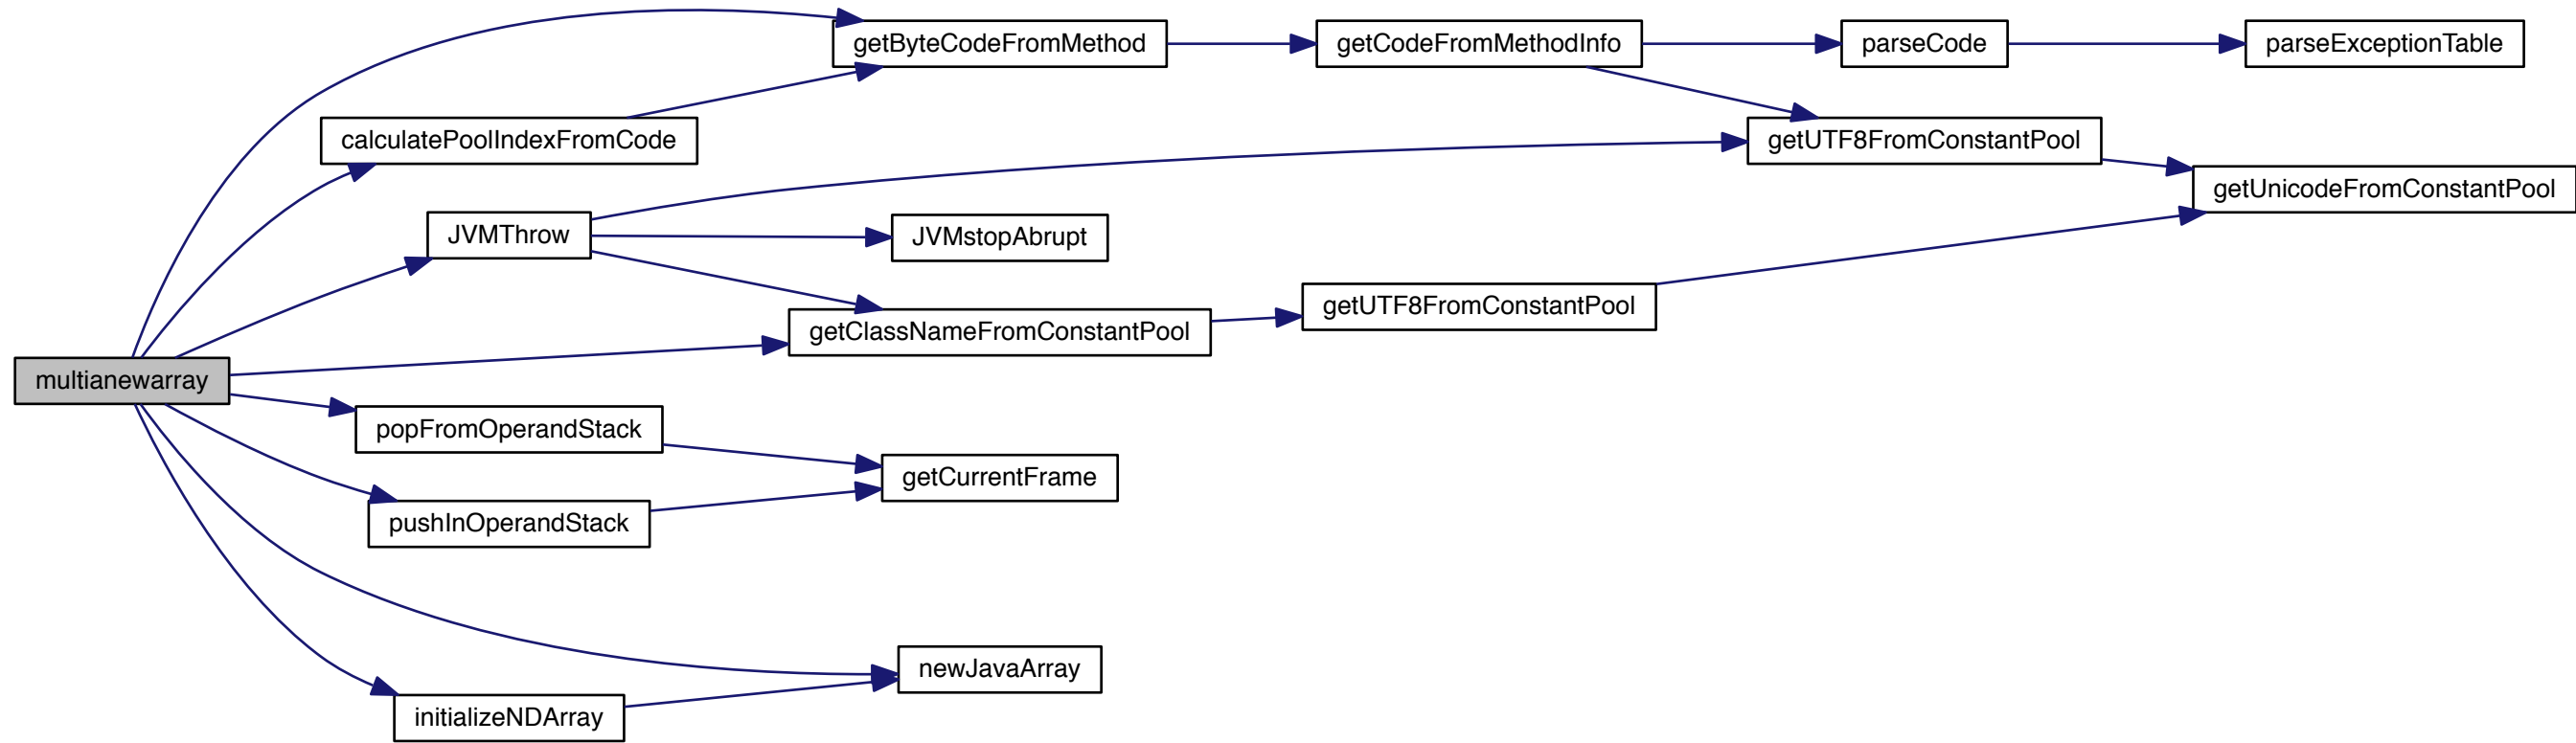 getByteCodeFromMethod
getCodeFromMethodInfo
parseCode
parseExceptionTable
calculatePoolIndexFromCode
getUTF8FromConstantPool
getUnicodeFromConstantPool
JVMThrow
JVMstopAbrupt
getUTF8FromConstantPool
getClassNameFromConstantPool
multianewarray
popFromOperandStack
getCurrentFrame
pushInOperandStack
newJavaArray
initializeNDArray